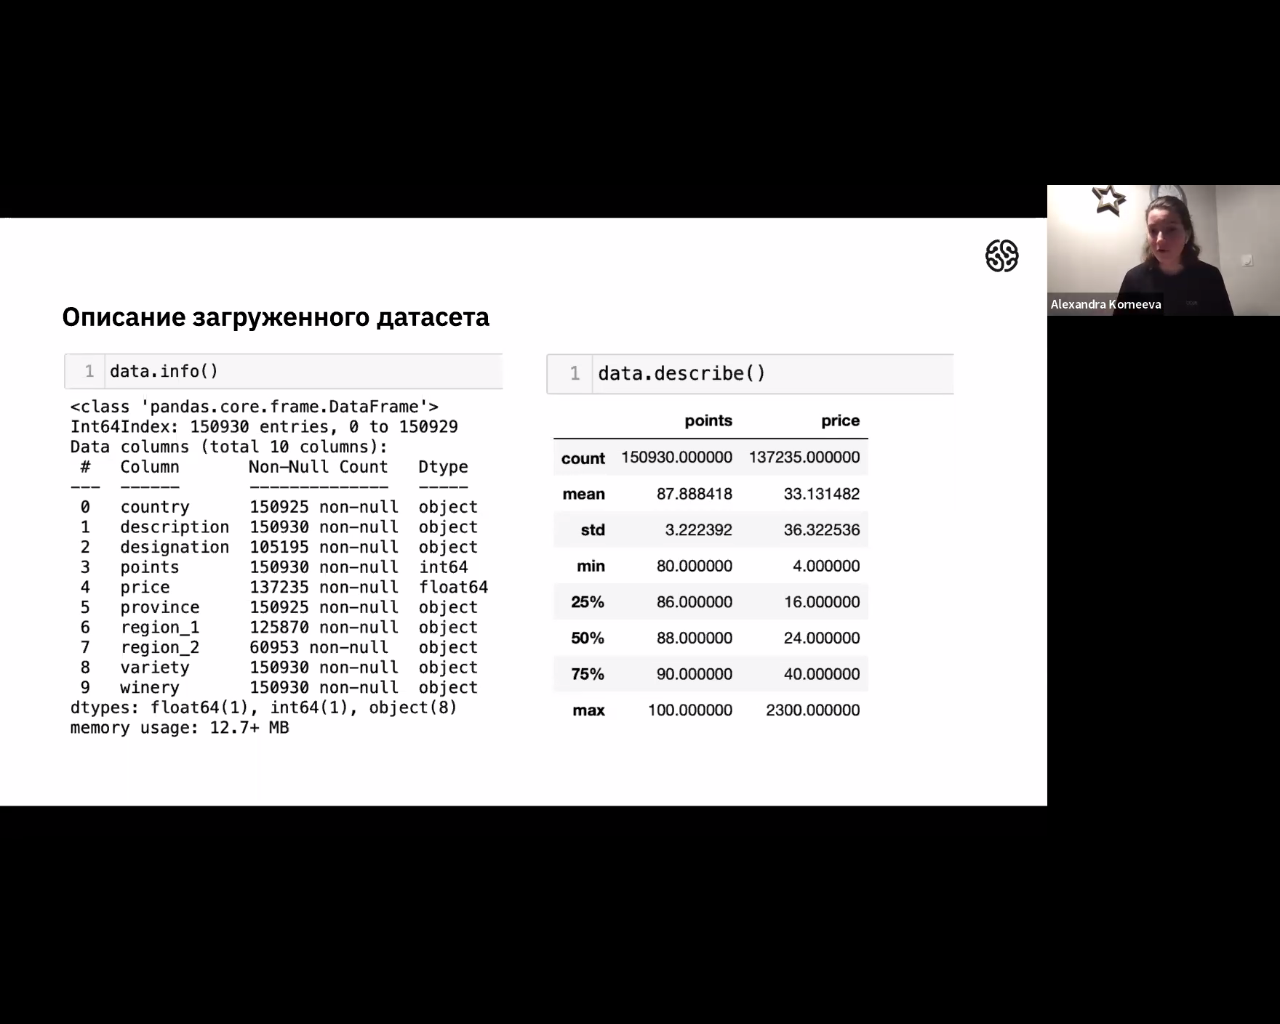 Описание загруженного датасета
1 data.info()
<class 'pandas.core.frame.DataFrame'>
Int64Index: 150930 entries, 0 to 150929
Data columns (total 10 columns):
# Column Non-Null Count Dtype
--- ------ -------------- -----
0 country 150925 non-null object
1 description 150930 non-null object
2 designation 105195 non-null object
3 points 150930 non-null int64
4 price 137235 non-null float64
5 province 150925 non-null object
6 region_1 125870 non-null object
7 region_2 60953 non-null object
8 variety 150930 non-null object
9 winery 150930 non-null object
dtypes: float64(1), int64(1), object(8)
memory usage: 12.7+ MB
1 data.describe()
points price
count 150930.000000 137235.000000
mean 87.888418 33.131482
std 3.222392 36.322536
min 80.000000 4.000000
25% 86.000000 16.000000
50% 88.000000 24.000000
75% 90.000000 40.000000
max 100.000000 2300.000000
Alexandra Korneeva